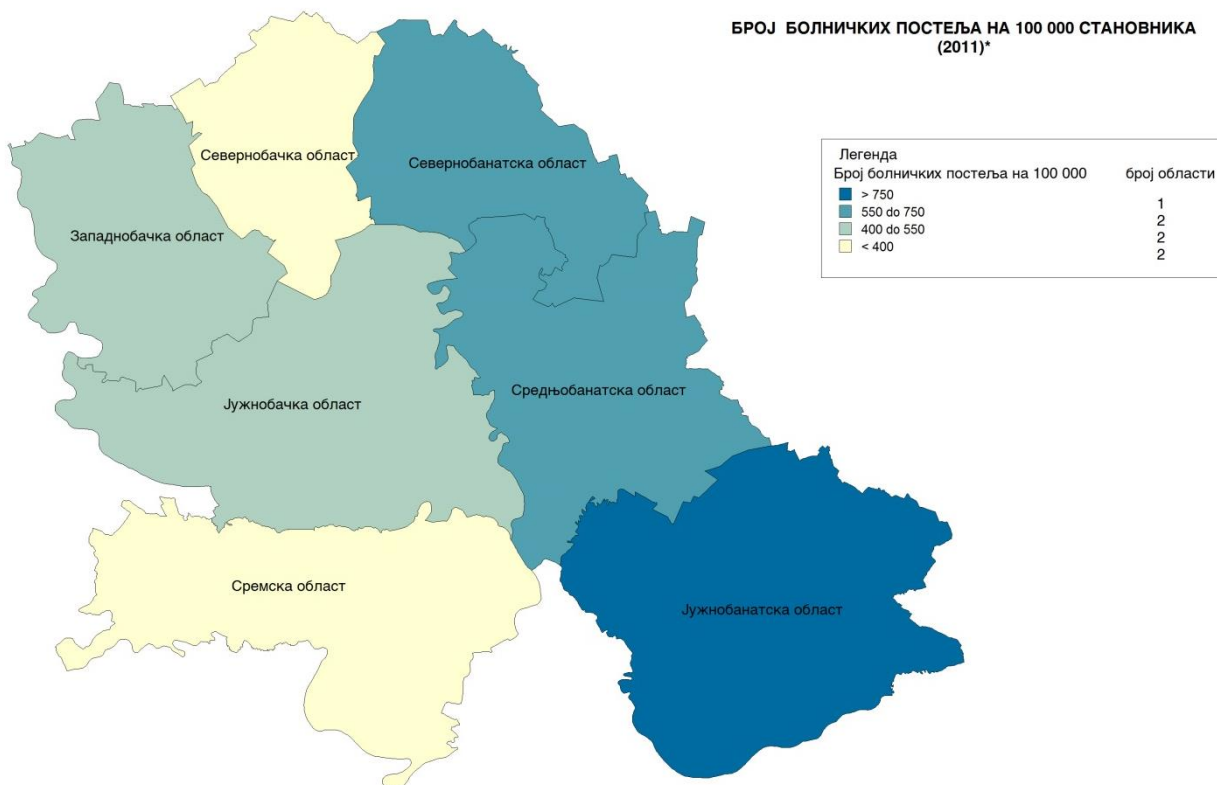 БРОЈ БОЛНИЧКИХ ПОСТЕЉА НА 100 000 СТАНОВНИКА
(2011)*
Легенда
Број болничких постеља на 100 000 број области
> 750 1
550 do 750 2
400 do 550 2
< 400 2
Севернобачка област
Севернобанатска област
Западнобачка област
Јужнобачка област
Средњобанатска област
Сремска област
Јужнобанатска област